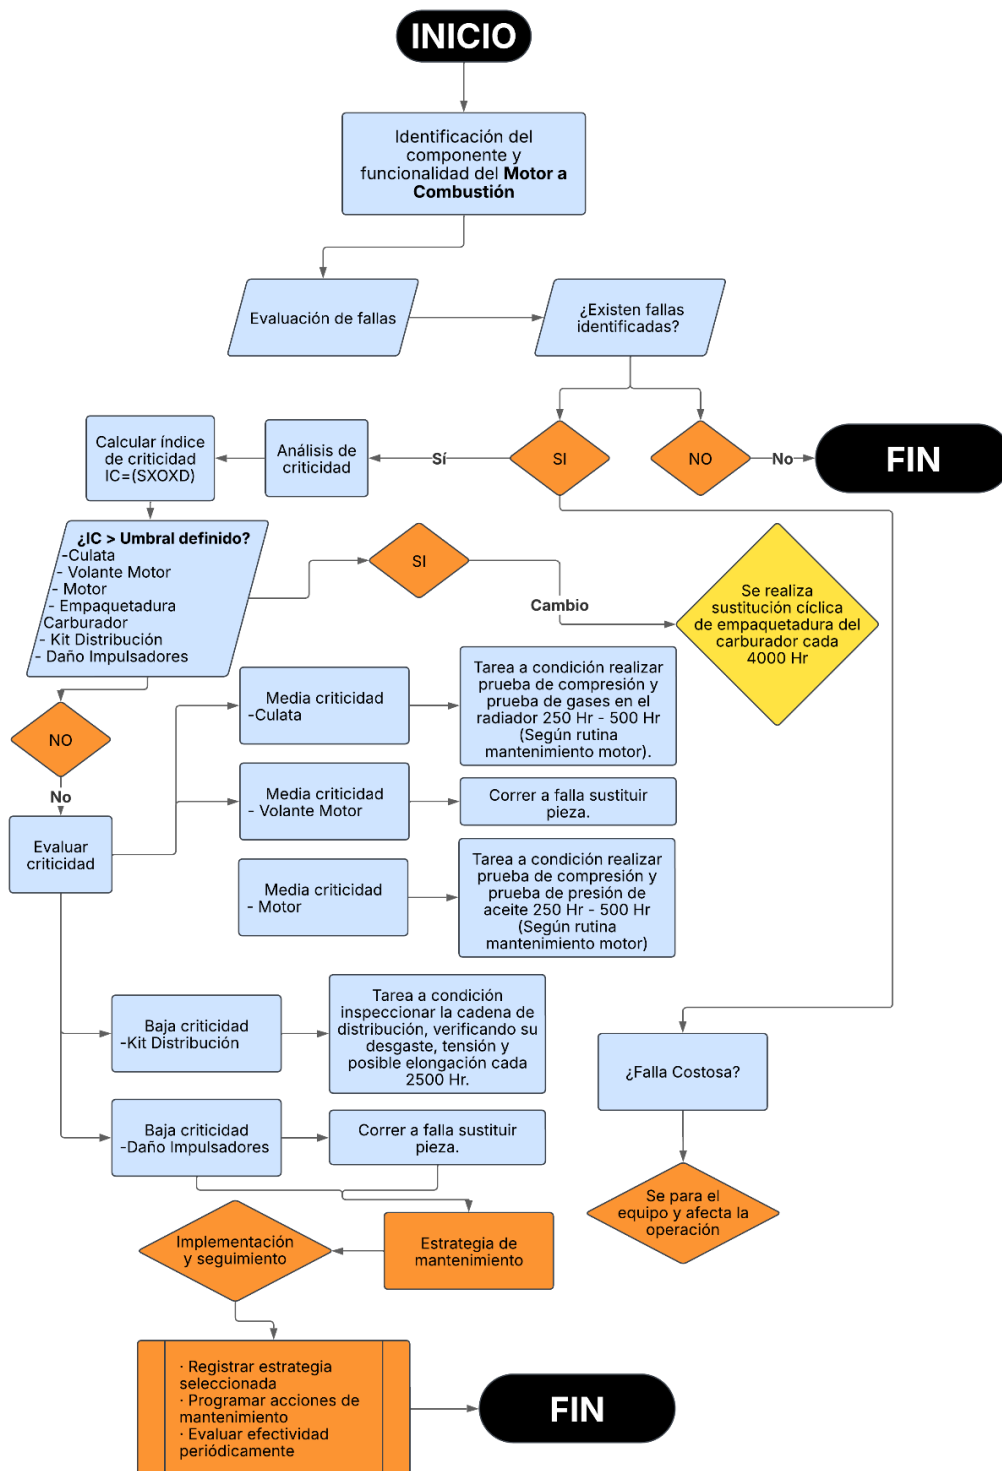 INICIO
Identificación del
componente y
funcionalidad del Motor a
Combustión
Evaluación de fallas
¿Existen fallas
identificadas?
Calcular índice
de criticidad
IC=(SXOXD)
Análisis de
criticidad
Sí
SI
NO
No
FIN
¿IC > Umbral definido?
-Culata
- Volante Motor
- Motor
- Empaquetadura
Carburador
- Kit Distribución
- Daño Impulsadores
SI
Cambio
Se realiza
sustitución cíclica
de empaquetadura del
carburador cada
4000 Hr
NO
No
Evaluar
criticidad
Media criticidad
-Culata
Tarea a condición realizar
prueba de compresión y
prueba de gases en el
radiador 250 Hr - 500 Hr
(Según rutina
mantenimiento motor).
Media criticidad
- Volante Motor
Correr a falla sustituir
pieza.
Media criticidad
- Motor
Tarea a condición realizar
prueba de compresión y
prueba de presión de
aceite 250 Hr - 500 Hr
(Según rutina
mantenimiento motor)
Baja criticidad
-Kit Distribución
Tarea a condición
inspeccionar la cadena de
distribución, verificando su
desgaste, tensión y
posible elongación cada
2500 Hr.
¿Falla Costosa?
Baja criticidad
-Daño Impulsadores
Correr a falla sustituir
pieza.
Se para el
equipo y afecta la
operación
Implementación
y seguimiento
Estrategia de
mantenimiento
· Registrar estrategia
seleccionada
· Programar acciones de
mantenimiento
· Evaluar efectividad
periódicamente
FIN